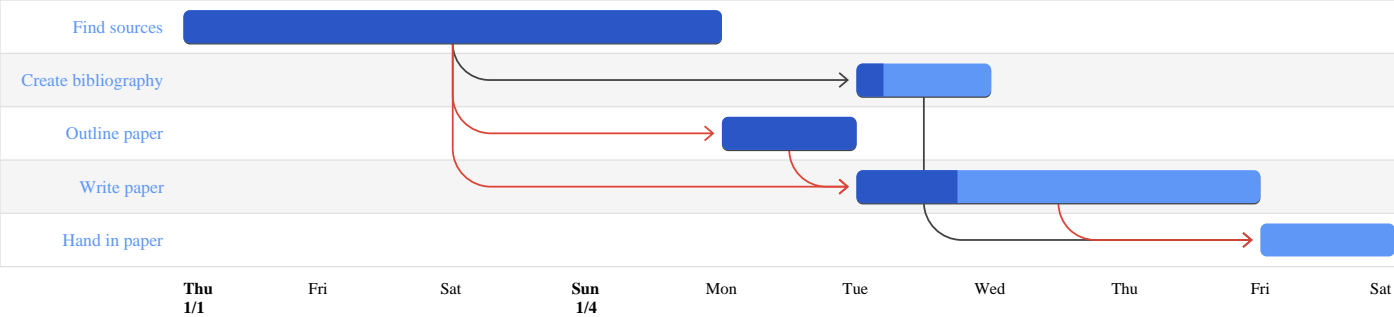 Find sources
Create bibliography
Outline paper
Write paper
Hand in paper
Thu Fri Sat Sun Mon Tue Wed Thu Fri Sat
1/1 1/4